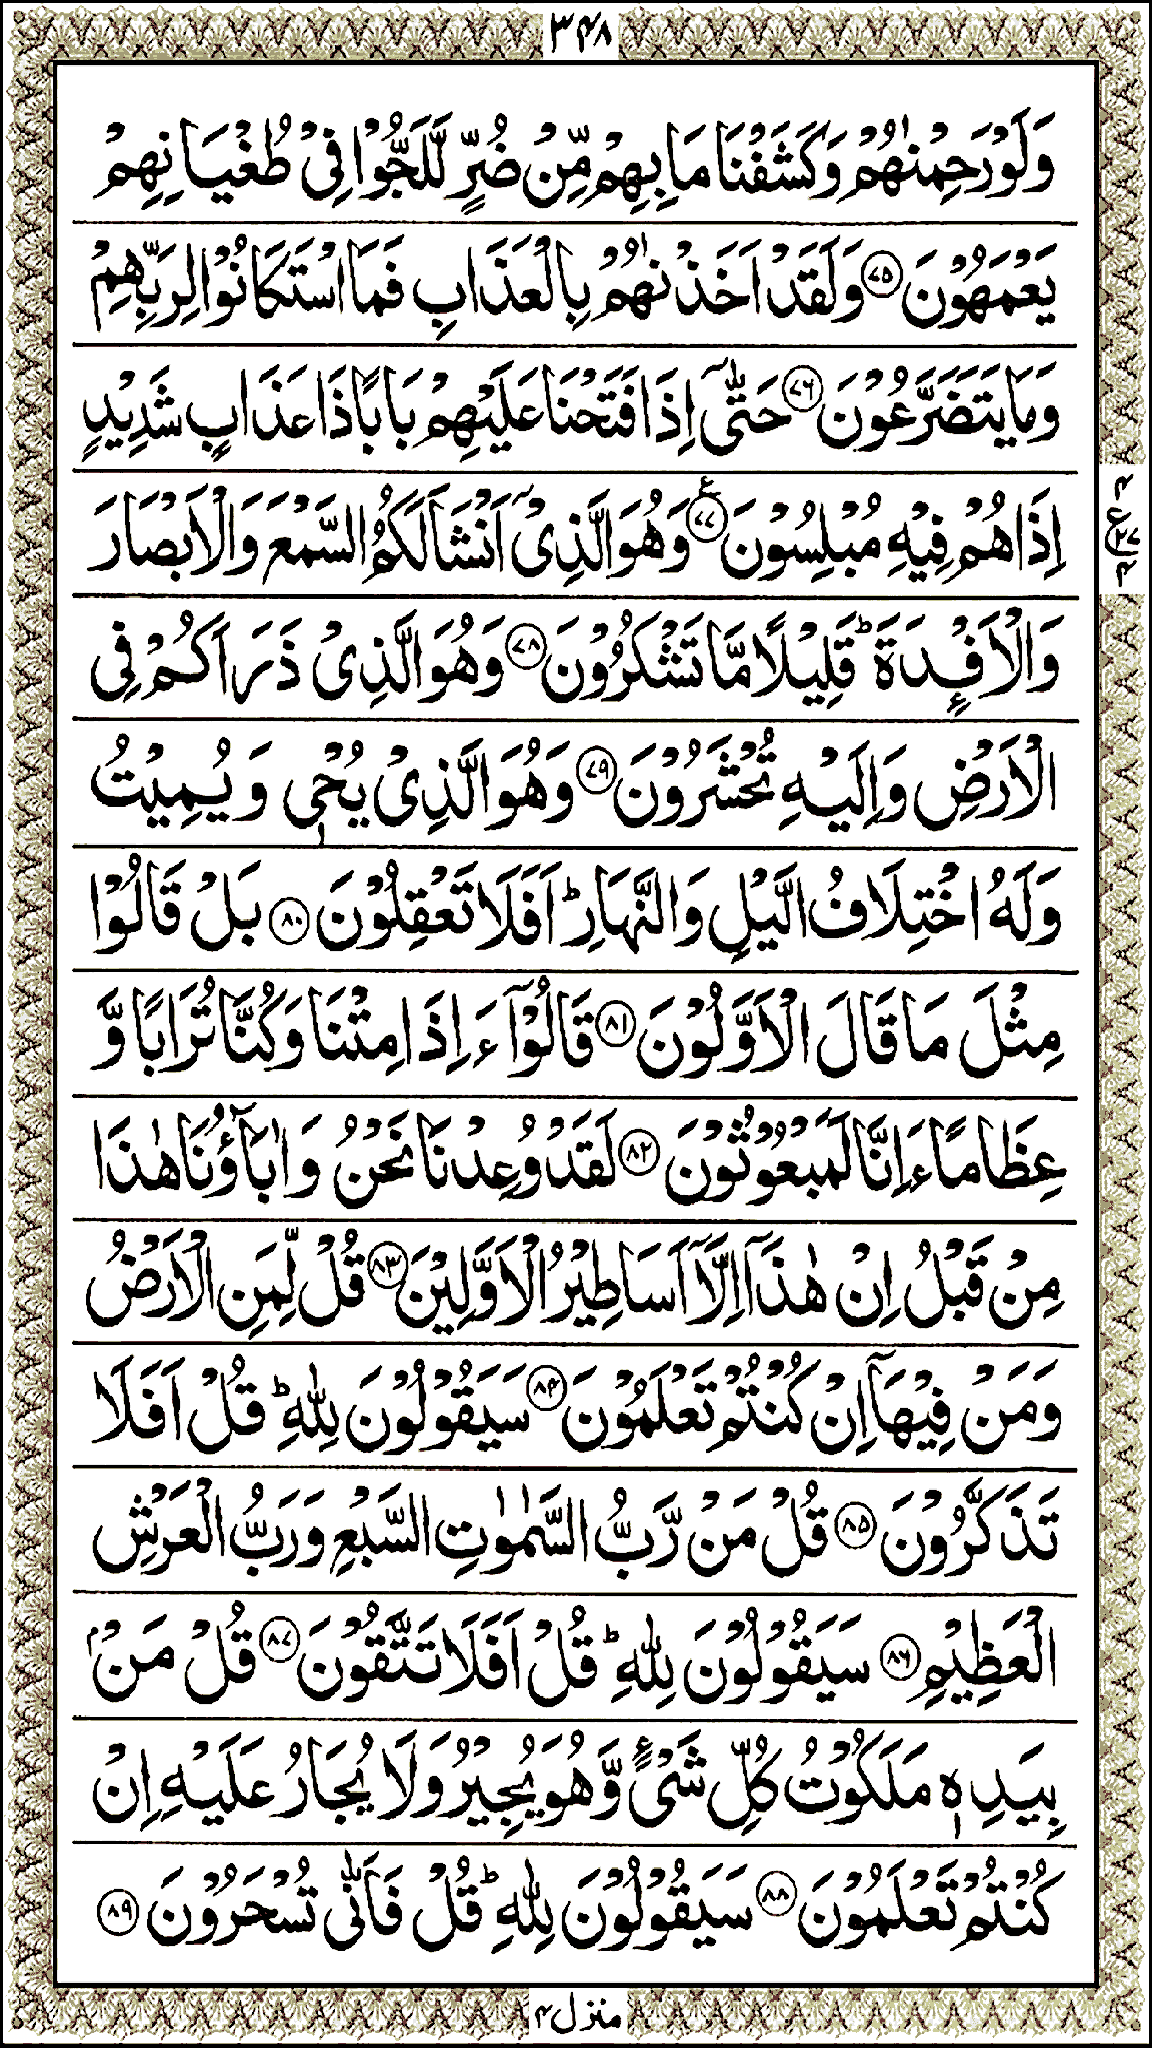 ٣٤٨
وَلَوْ رَحِمْنٰهُمْ وَكَشَفْنَا مَا بِهِمْ مِّنْ ضُرٍّ لَّلَجُّوْا فِيْ طُغْيَانِهِمْ
يَعْمَهُوْنَ ﴿٧٥﴾ وَلَقَدْ اَخَذْنٰهُمْ بِالْعَذَابِ فَمَا اسْتَكَانُوْا لِرَبِّهِمْ
وَمَا يَتَضَرَّعُوْنَ ﴿٧٦﴾ حَتّٰۤى اِذَا فَتَحْنَا عَلَيْهِمْ بَابًا ذَا عَذَابٍ شَدِيْدٍ
اِذَا هُمْ فِيْهِ مُبْلِسُوْنَ ﴿٧٧﴾ وَهُوَ الَّذِيْۤ اَنْشَاَ لَكُمُ السَّمْعَ وَالْاَبْصَارَ
وَالْاَفْـِٕدَةَ ؕ قَلِيْلًا مَّا تَشْكُرُوْنَ ﴿٧٨﴾ وَهُوَ الَّذِيْ ذَرَاَكُمْ فِي
الْاَرْضِ وَاِلَيْهِ تُحْشَرُوْنَ ﴿٧٩﴾ وَهُوَ الَّذِيْ يُحْيٖ وَيُمِيْتُ
وَلَهُ اخْتِلَافُ الَّيْلِ وَالنَّهَارِ ؕ اَفَلَا تَعْقِلُوْنَ ﴿٨٠﴾ بَلْ قَالُوْا
مِثْلَ مَا قَالَ الْاَوَّلُوْنَ ﴿٨١﴾ قَالُوْۤا ءَاِذَا مِتْنَا وَكُنَّا تُرَابًا وَّ
عِظَامًا ءَاِنَّا لَمَبْعُوْثُوْنَ ﴿٨٢﴾ لَقَدْ وُعِدْنَا نَحْنُ وَاٰبَآؤُنَا هٰذَا
مِنْ قَبْلُ اِنْ هٰذَاۤ اِلَّاۤ اَسَاطِيْرُ الْاَوَّلِيْنَ ﴿٨٣﴾ قُلْ لِّمَنِ الْاَرْضُ
وَمَنْ فِيْهَاۤ اِنْ كُنْتُمْ تَعْلَمُوْنَ ﴿٨٤﴾ سَيَقُوْلُوْنَ لِلّٰهِ ؕ قُلْ اَفَلَا
تَذَكَّرُوْنَ ﴿٨٥﴾ قُلْ مَنْ رَّبُّ السَّمٰوٰتِ السَّبْعِ وَرَبُّ الْعَرْشِ
الْعَظِيْمِ ﴿٨٦﴾ سَيَقُوْلُوْنَ لِلّٰهِ ؕ قُلْ اَفَلَا تَتَّقُوْنَ ﴿٨٧﴾ قُلْ مَنْۢ
بِيَدِهٖ مَلَكُوْتُ كُلِّ شَيْءٍ وَّهُوَ يُجِيْرُ وَلَا يُجَارُ عَلَيْهِ اِنْ
كُنْتُمْ تَعْلَمُوْنَ ﴿٨٨﴾ سَيَقُوْلُوْنَ لِلّٰهِ ؕ قُلْ فَاَنّٰى تُسْحَرُوْنَ ﴿٨٩﴾
منزل ٤